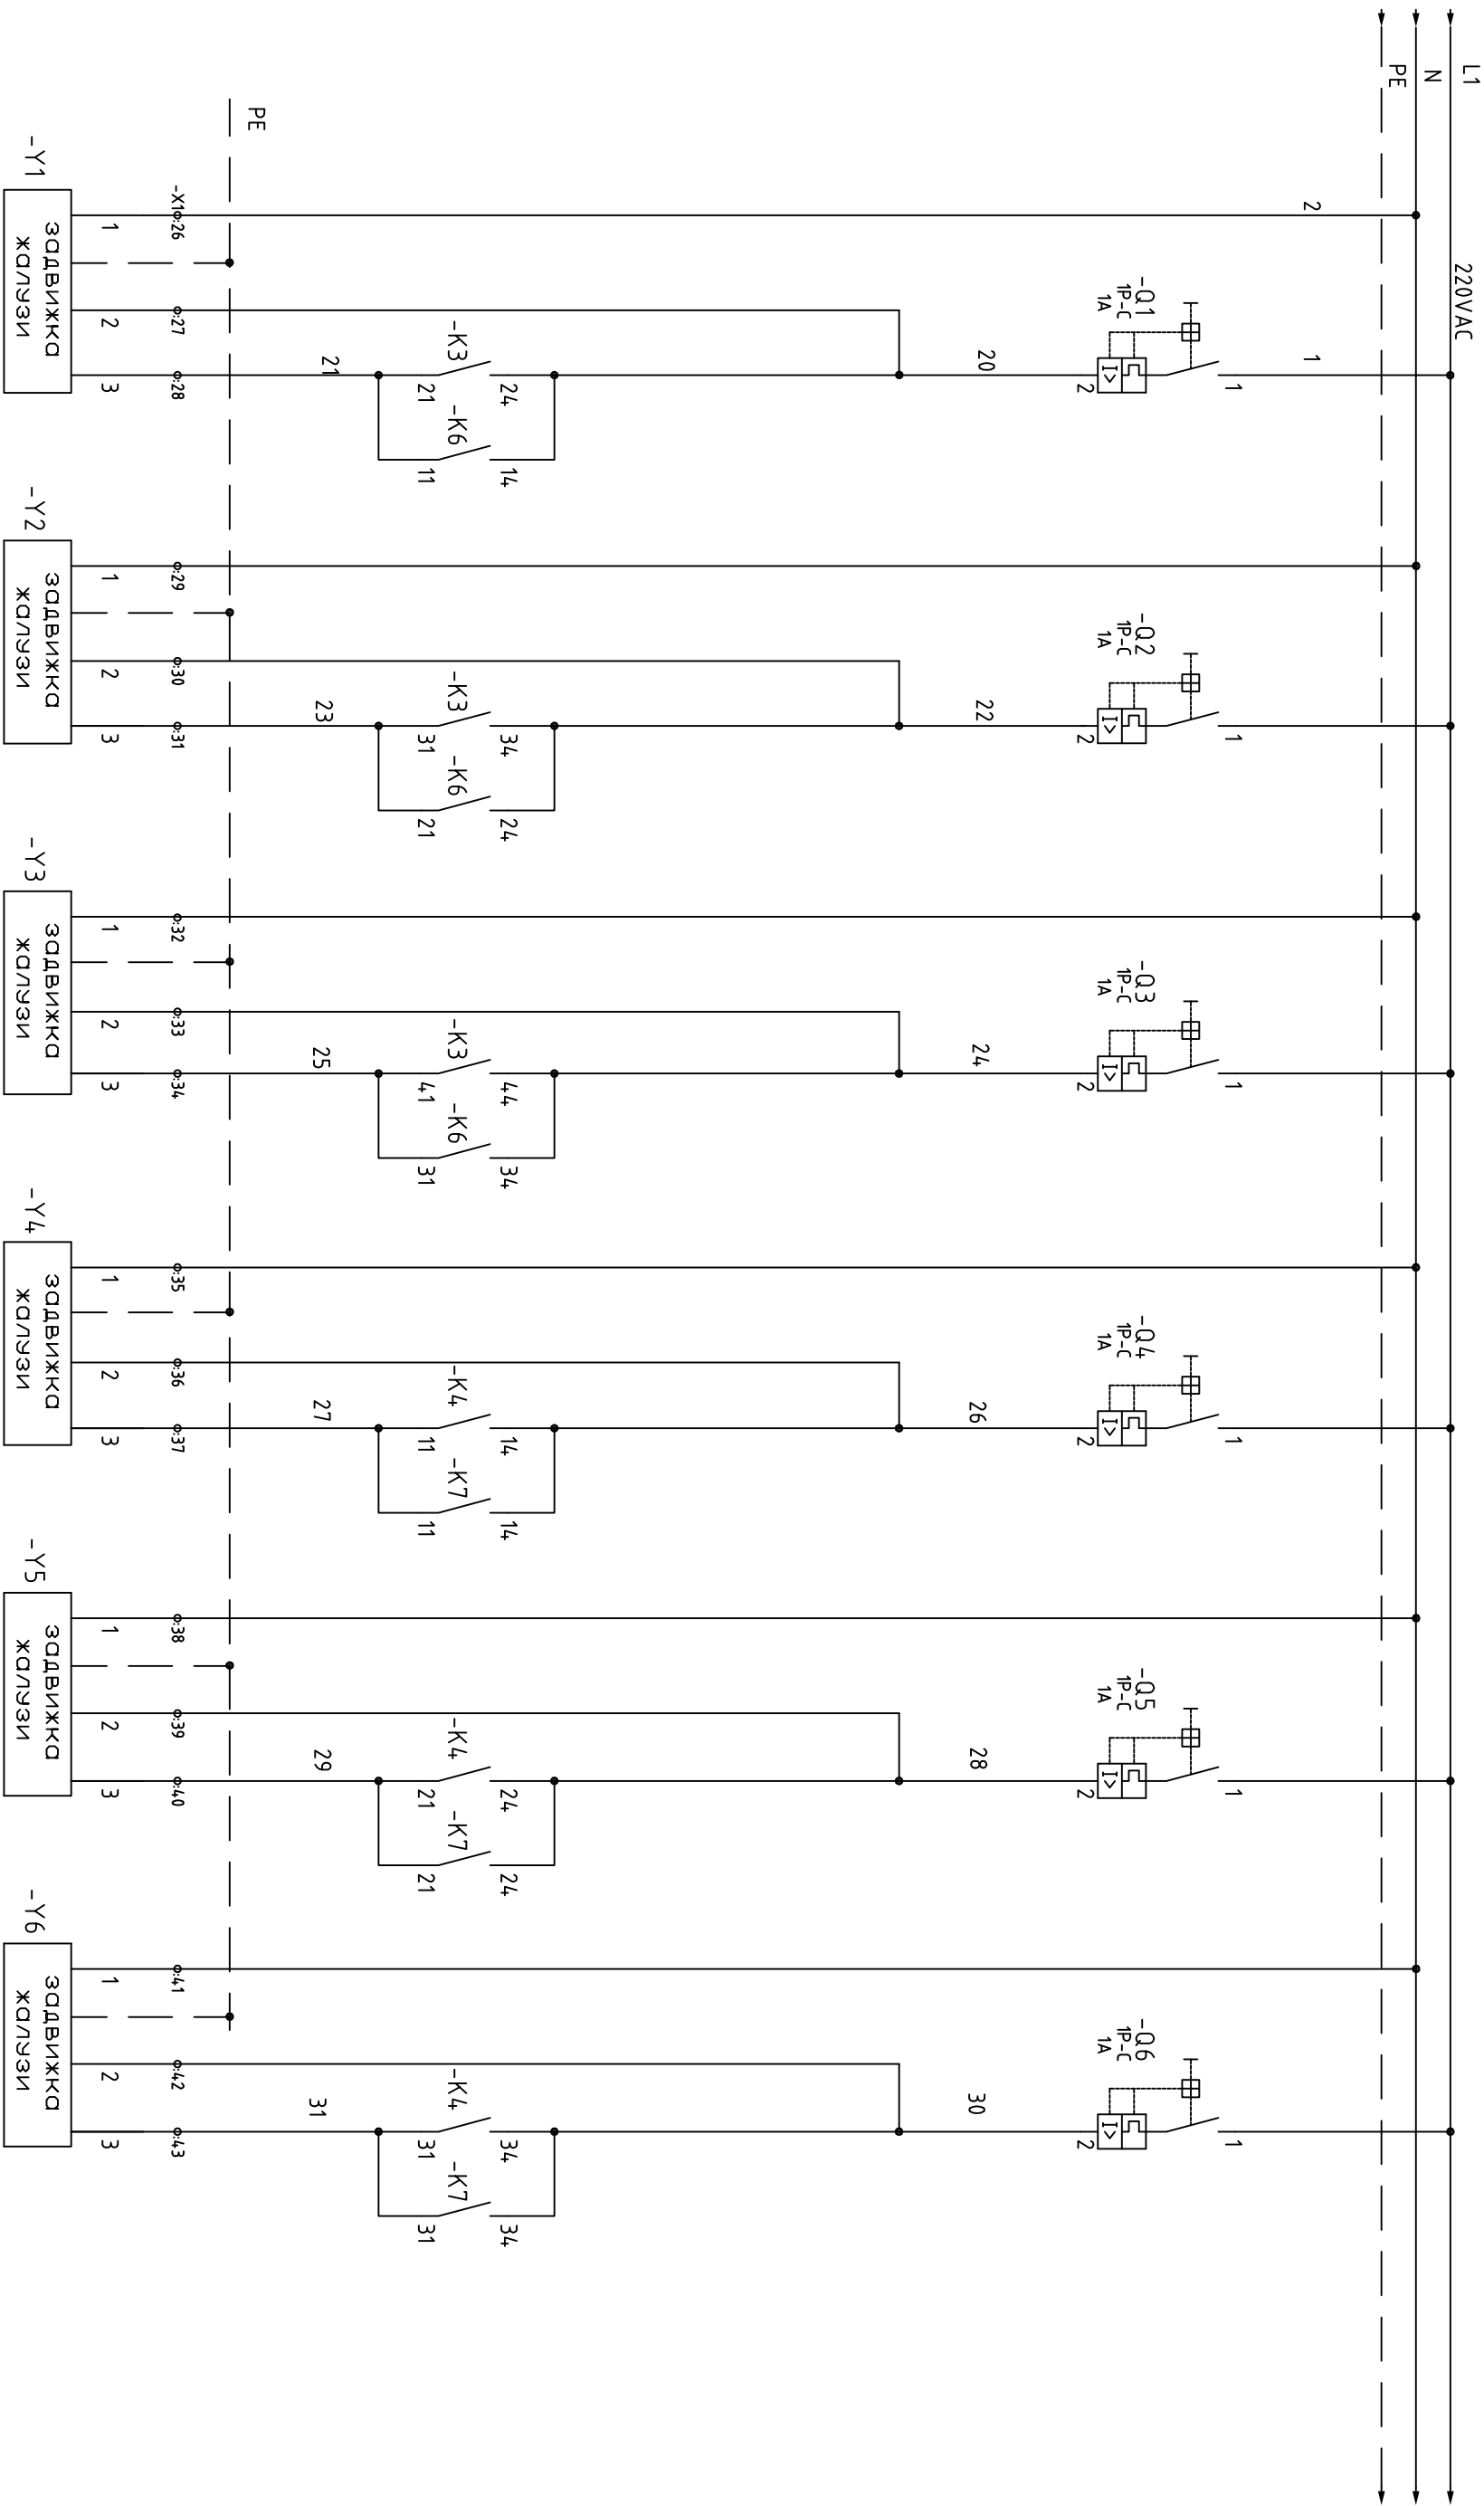 L1
N
PE
220VAC
2
1
-Q1
1P-C
1A
1
2
20
-K3
24
21
-K6
14
11
21
PE
-X1
:26
:27
:28
1
2
3
-Y1
задвижка
жалузи
-Q2
1P-C
1A
1
2
22
-K3
34
31
-K6
24
21
23
:29
:30
:31
1
2
3
-Y2
задвижка
жалузи
-Q3
1P-C
1A
1
2
24
-K3
44
41
-K6
34
31
25
:32
:33
:34
1
2
3
-Y3
задвижка
жалузи
-Q4
1P-C
1A
1
2
26
-K4
14
11
-K7
14
11
27
:35
:36
:37
1
2
3
-Y4
задвижка
жалузи
-Q5
1P-C
1A
1
2
28
-K4
24
21
-K7
24
21
29
:38
:39
:40
1
2
3
-Y5
задвижка
жалузи
-Q6
1P-C
1A
1
2
30
-K4
34
31
-K7
34
31
31
:41
:42
:43
1
2
3
-Y6
задвижка
жалузи